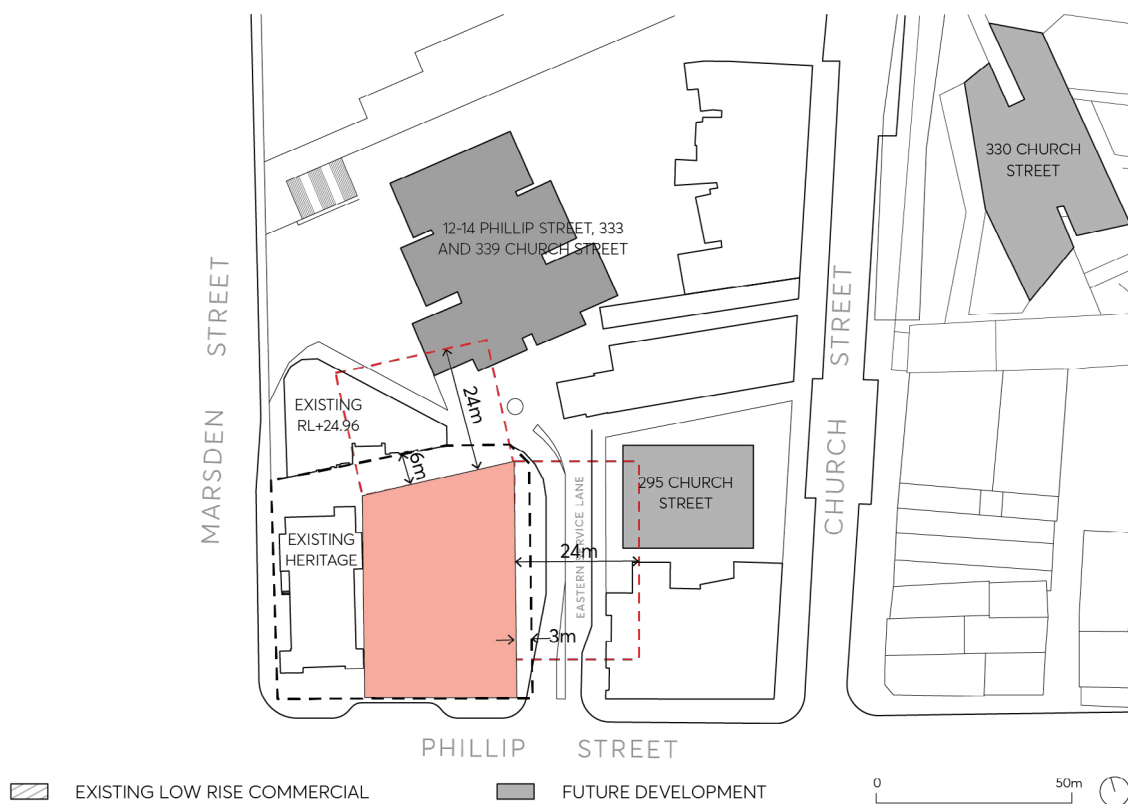 330 CHURCH
STREET
12-14 PHILLIP STREET, 333
AND 339 CHURCH STREET
MARSDEN STREET
CHURCH STREET
EXISTING
RL+24.96
24m
6m
295 CHURCH
STREET
EASTERN SERVICE LANE
EXISTING
HERITAGE
24m
3m
PHILLIP STREET
EXISTING LOW RISE COMMERCIAL
FUTURE DEVELOPMENT
0 50m